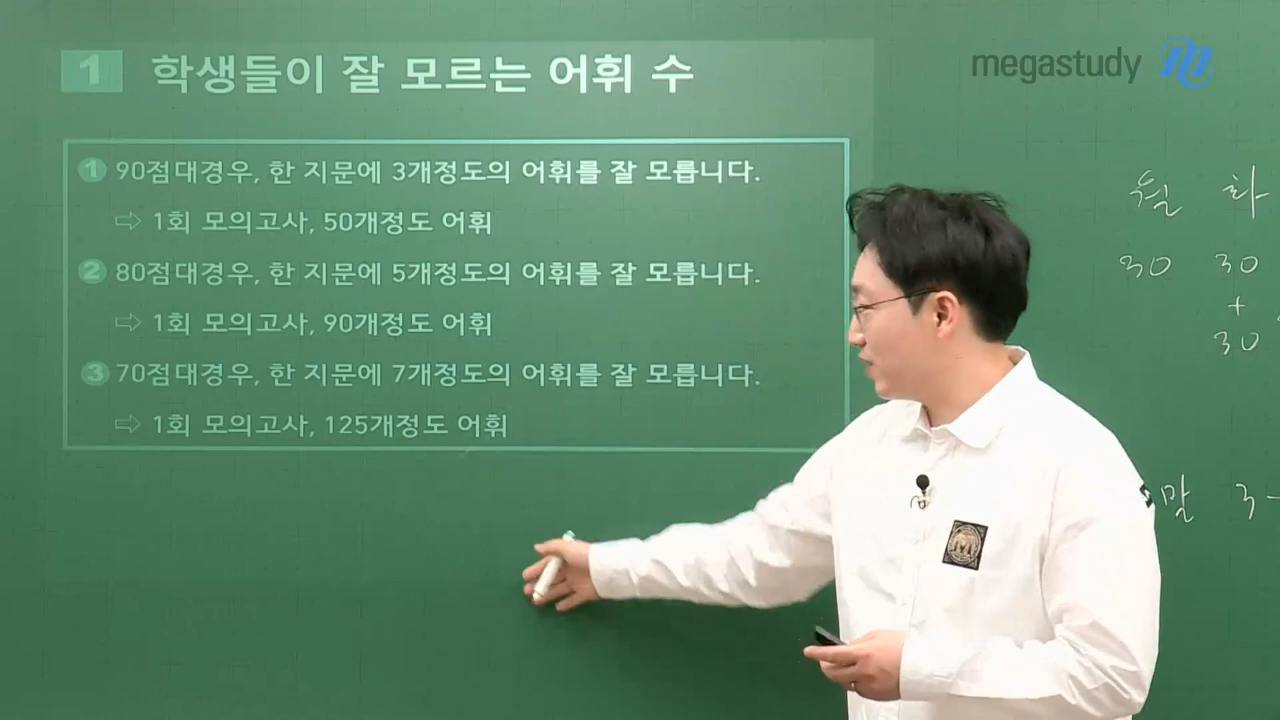 1 학생들이 잘 모르는 어휘 수
megastudy
1 90점대경우, 한 지문에 3개정도의 어휘를 잘 모릅니다.
⇨ 1회 모의고사, 50개정도 어휘
2 80점대경우, 한 지문에 5개정도의 어휘를 잘 모릅니다.
⇨ 1회 모의고사, 90개정도 어휘
3 70점대경우, 한 지문에 7개정도의 어휘를 잘 모릅니다.
⇨ 1회 모의고사, 125개정도 어휘
월 화
30 30
+
30
말 3